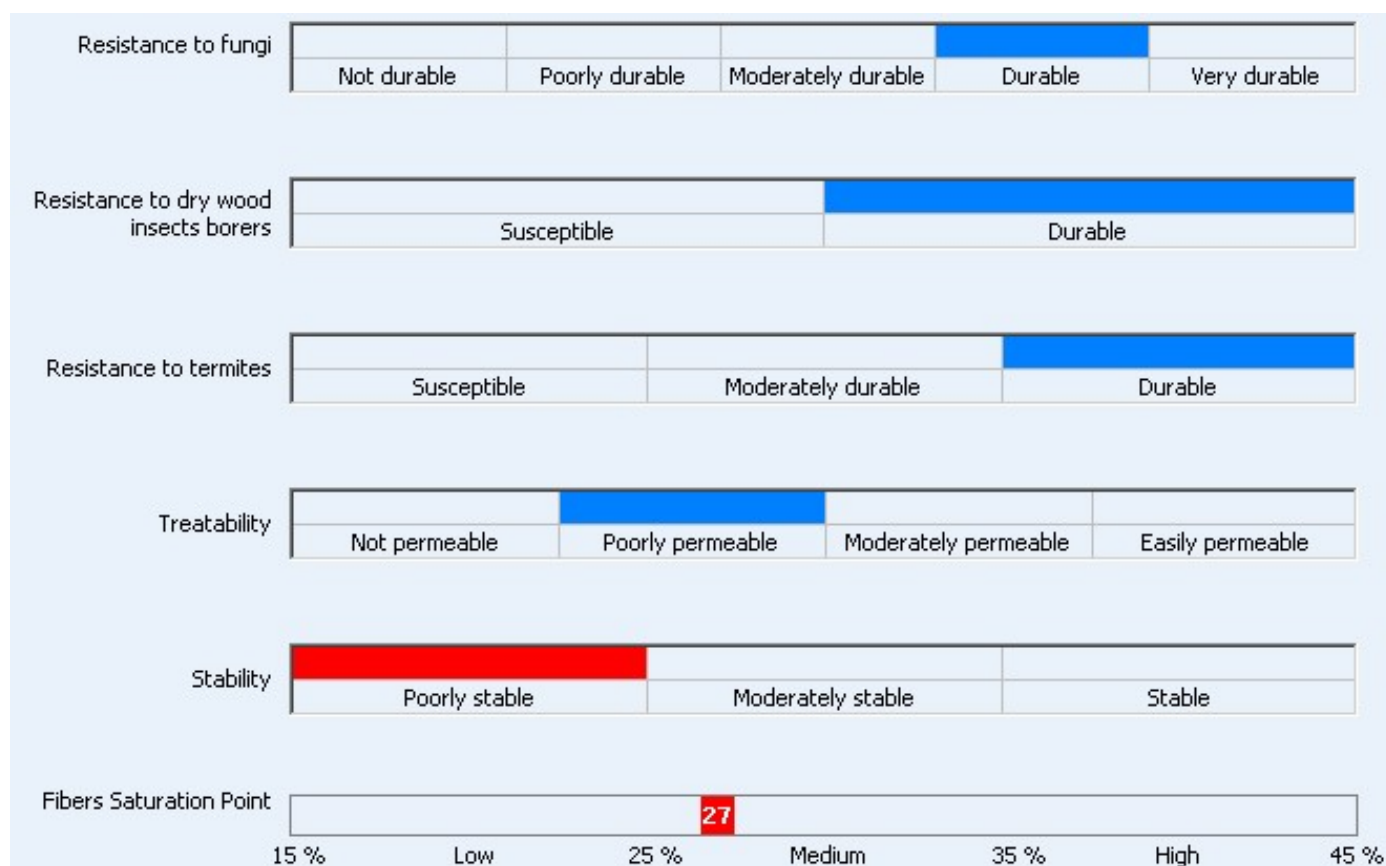 Resistance to fungi
Not durable Poorly durable Moderately durable Durable Very durable
Resistance to dry wood
insects borers
Susceptible Durable
Resistance to termites
Susceptible Moderately durable Durable
Treatability
Not permeable Poorly permeable Moderately permeable Easily permeable
Stability
Poorly stable Moderately stable Stable
Fibers Saturation Point
27
15 % Low 25 % Medium 35 % High 45 %